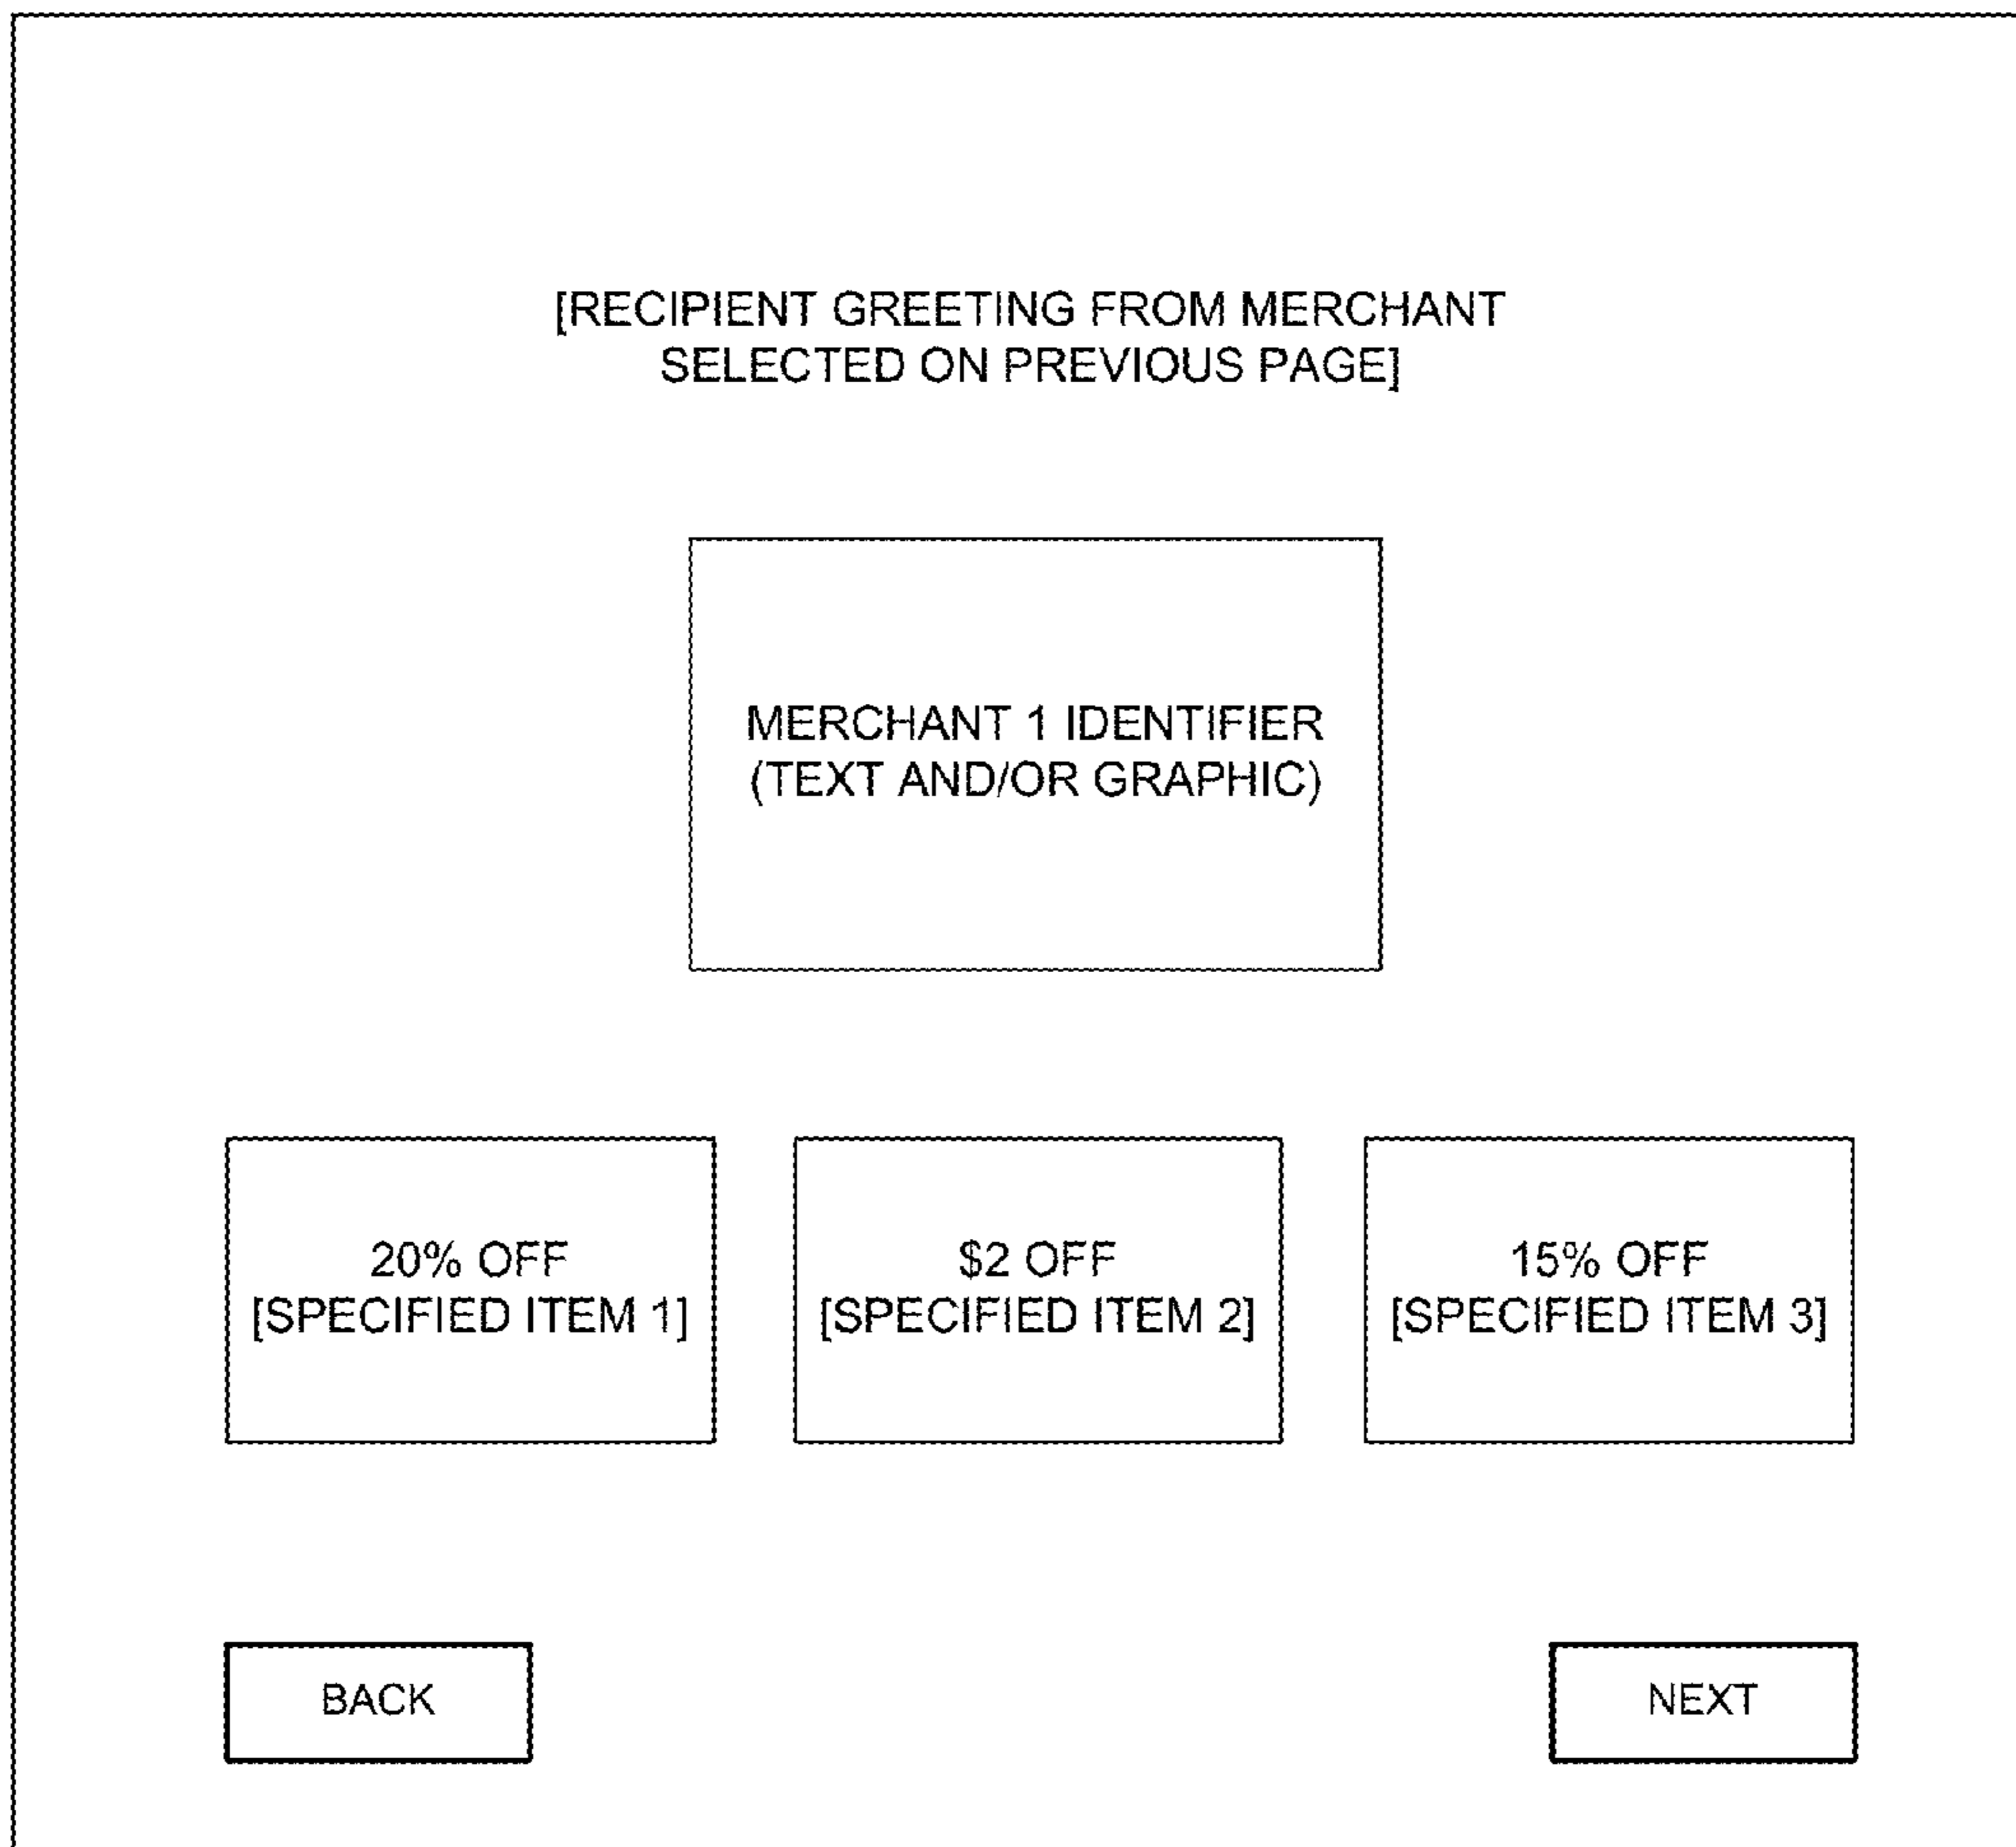 [RECIPIENT GREETING FROM MERCHANT
SELECTED ON PREVIOUS PAGE]
MERCHANT 1 IDENTIFIER
(TEXT AND/OR GRAPHIC)
20% OFF
[SPECIFIED ITEM 1]
$2 OFF
[SPECIFIED ITEM 2]
15% OFF
[SPECIFIED ITEM 3]
BACK
NEXT